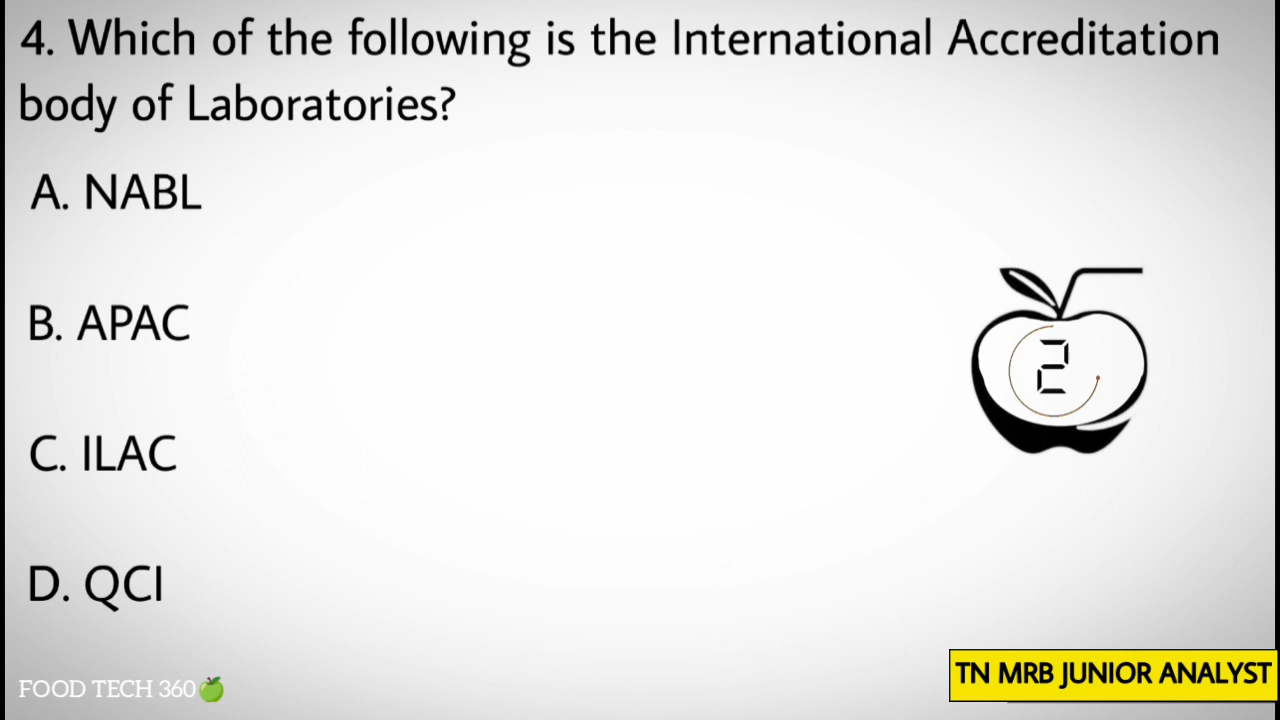 4. Which of the following is the International Accreditation
body of Laboratories?
A. NABL
B. APAC
C. ILAC
D. QCI
2
FOOD TECH 360
TN MRB JUNIOR ANALYST